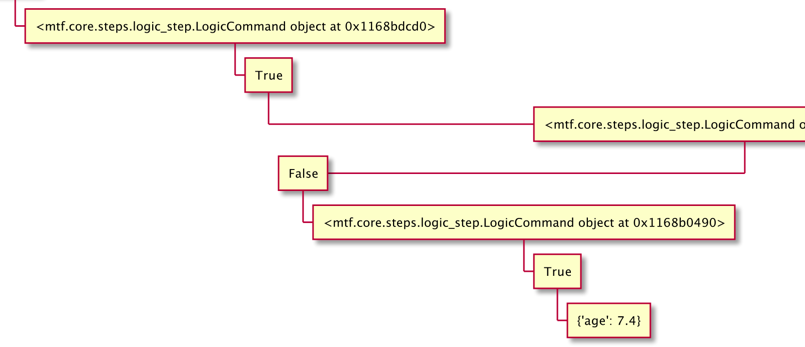 <mtf.core.steps.logic_step.LogicCommand object at 0x1168bdcd0>
True
<mtf.core.steps.logic_step.LogicCommand
False
<mtf.core.steps.logic_step.LogicCommand object at 0x1168b0490>
True
{'age': 7.4}